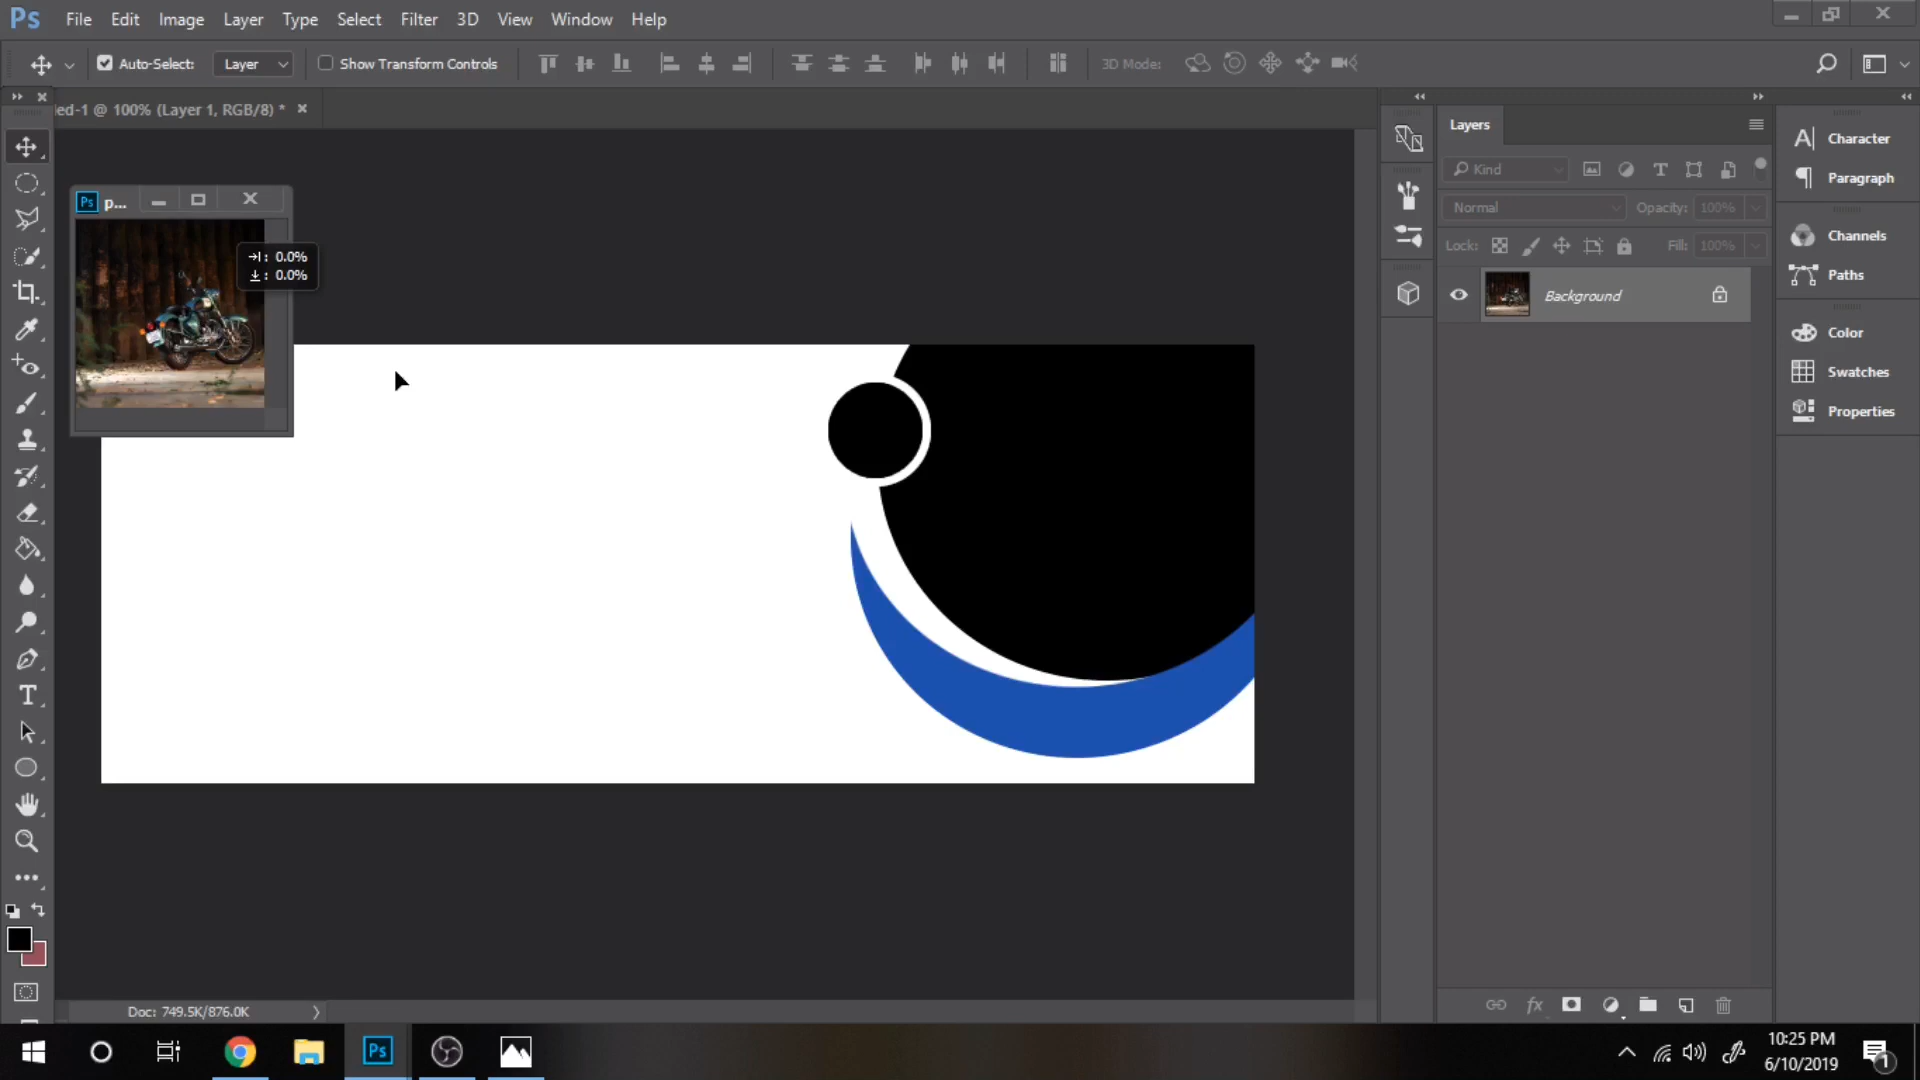 Ps File Edit Image Layer Type Select Filter 3D View Window Help
Auto-Select: Layer Show Transform Controls 3D Mode:
ed-1 @ 100% (Layer 1, RGB/8) *
Layers
Character
Kind
Paragraph
Ps p...
Normal Opacity: 100%
Channels
Lock: Fill: 100%
: 0.0%
: 0.0%
Paths
Background
Color
Swatches
Properties
Doc: 749.5K/876.0K
Ps
10:25 PM
6/10/2019
1